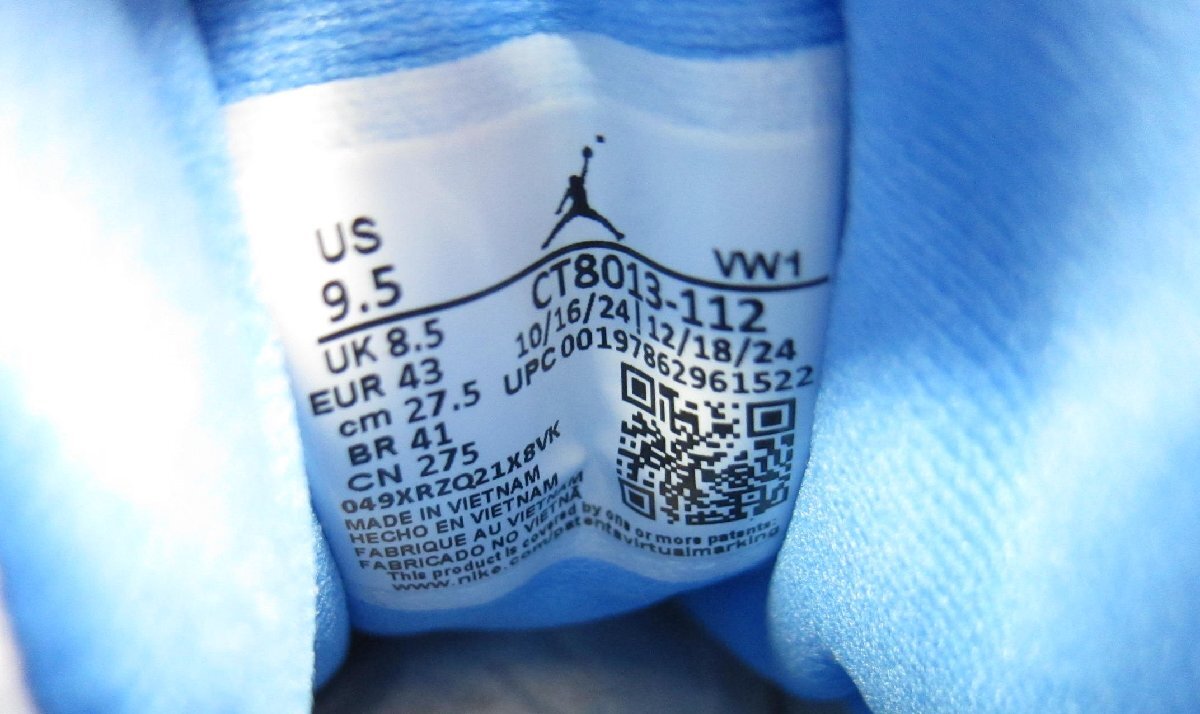 US
9.5
VW1
UK 8.5
EUR 43
cm 27.5
BR 41
CN 275
CT8013-112
10/16/24|12/18/24
UPC 00197862961522
049XRZQ21X8VK
MADE IN VIETNAM
HECHO EN VIETNAM
FABRIQUE AU VIETNAM
FABRICADO NO VIETNÃ
This product is covered by one or more patents:
www.nike.com/patentsvirtualmarking